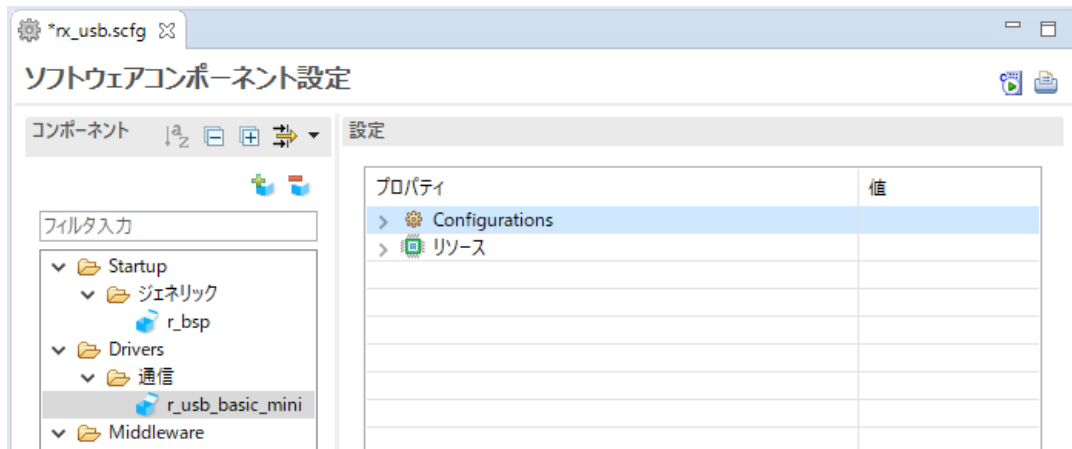 *rx_usb.scfg
ソフトウェアコンポーネント設定
コンポーネント
設定
フィルタ入力
Startup
ジェネリック
r_bsp
Drivers
通信
r_usb_basic_mini
Middleware
プロパティ 値
Configurations
リソース